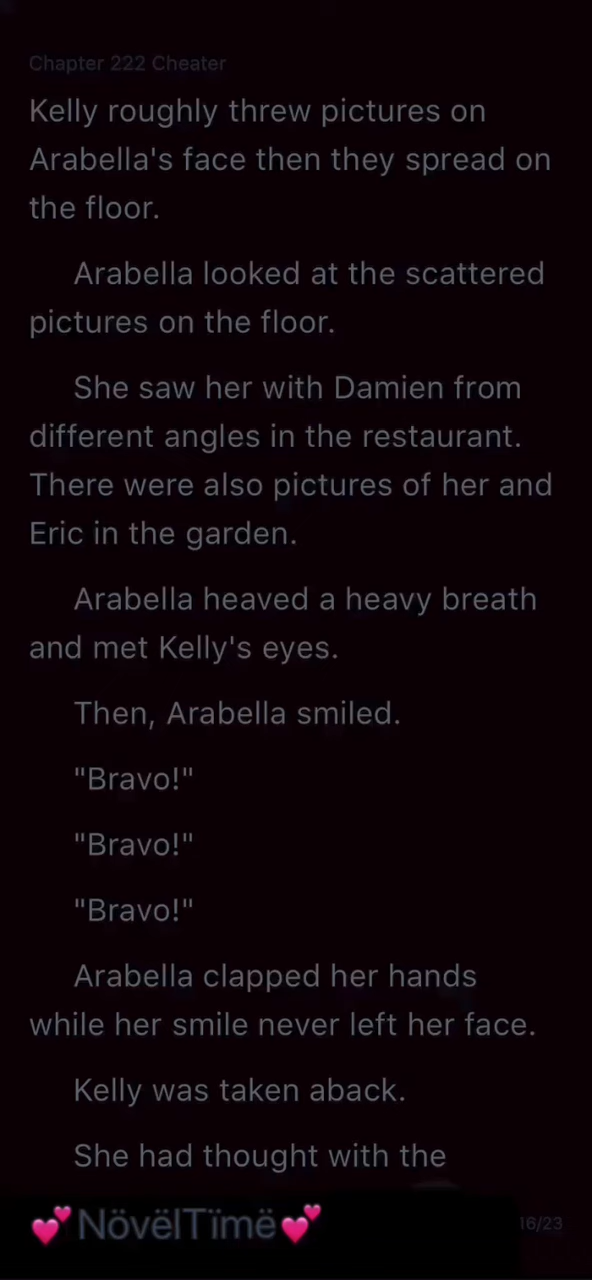 Chapter 222 Cheater
Kelly roughly threw pictures on
Arabella's face then they spread on
the floor.
Arabella looked at the scattered
pictures on the floor.
She saw her with Damien from
different angles in the restaurant.
There were also pictures of her and
Eric in the garden.
Arabella heaved a heavy breath
and met Kelly's eyes.
Then, Arabella smiled.
"Bravo!"
"Bravo!"
"Bravo!"
Arabella clapped her hands
while her smile never left her face.
Kelly was taken aback.
She had thought with the
💕NövëlTïmë💕
16/23